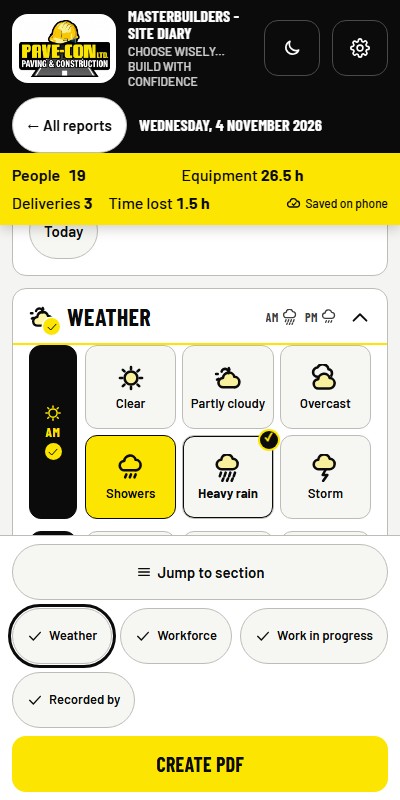 PAVE-CON LTD.
PAVING & CONSTRUCTION
MASTERBUILDERS -
SITE DIARY
CHOOSE WISELY...
BUILD WITH
CONFIDENCE
← All reports
WEDNESDAY, 4 NOVEMBER 2026
People 19
Equipment 26.5 h
Deliveries 3
Time lost 1.5 h
Saved on phone
Today
WEATHER
AM
PM
AM
Clear
Partly cloudy
Overcast
Showers
Heavy rain
Storm
Jump to section
Weather
Workforce
Work in progress
Recorded by
CREATE PDF